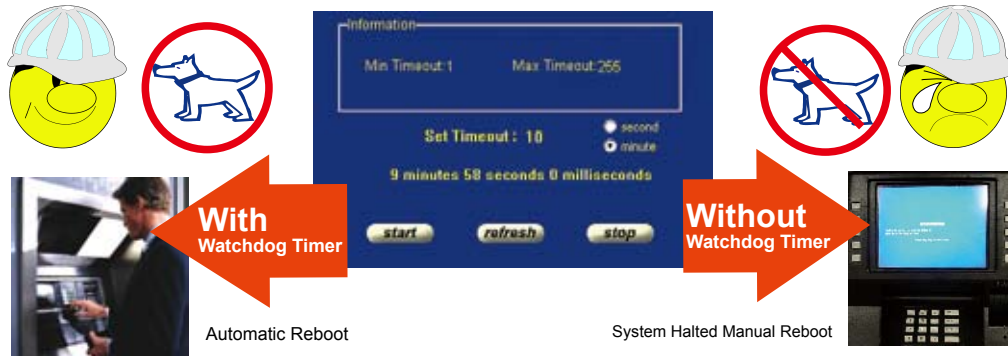 Information
Min Timeout:1 Max Timeout:255
Set Timeout: 10
second
minute
9 minutes 58 seconds 0 milliseconds
start refresh stop
With
Watchdog Timer
Without
Watchdog Timer
Automatic Reboot
System Halted Manual Reboot